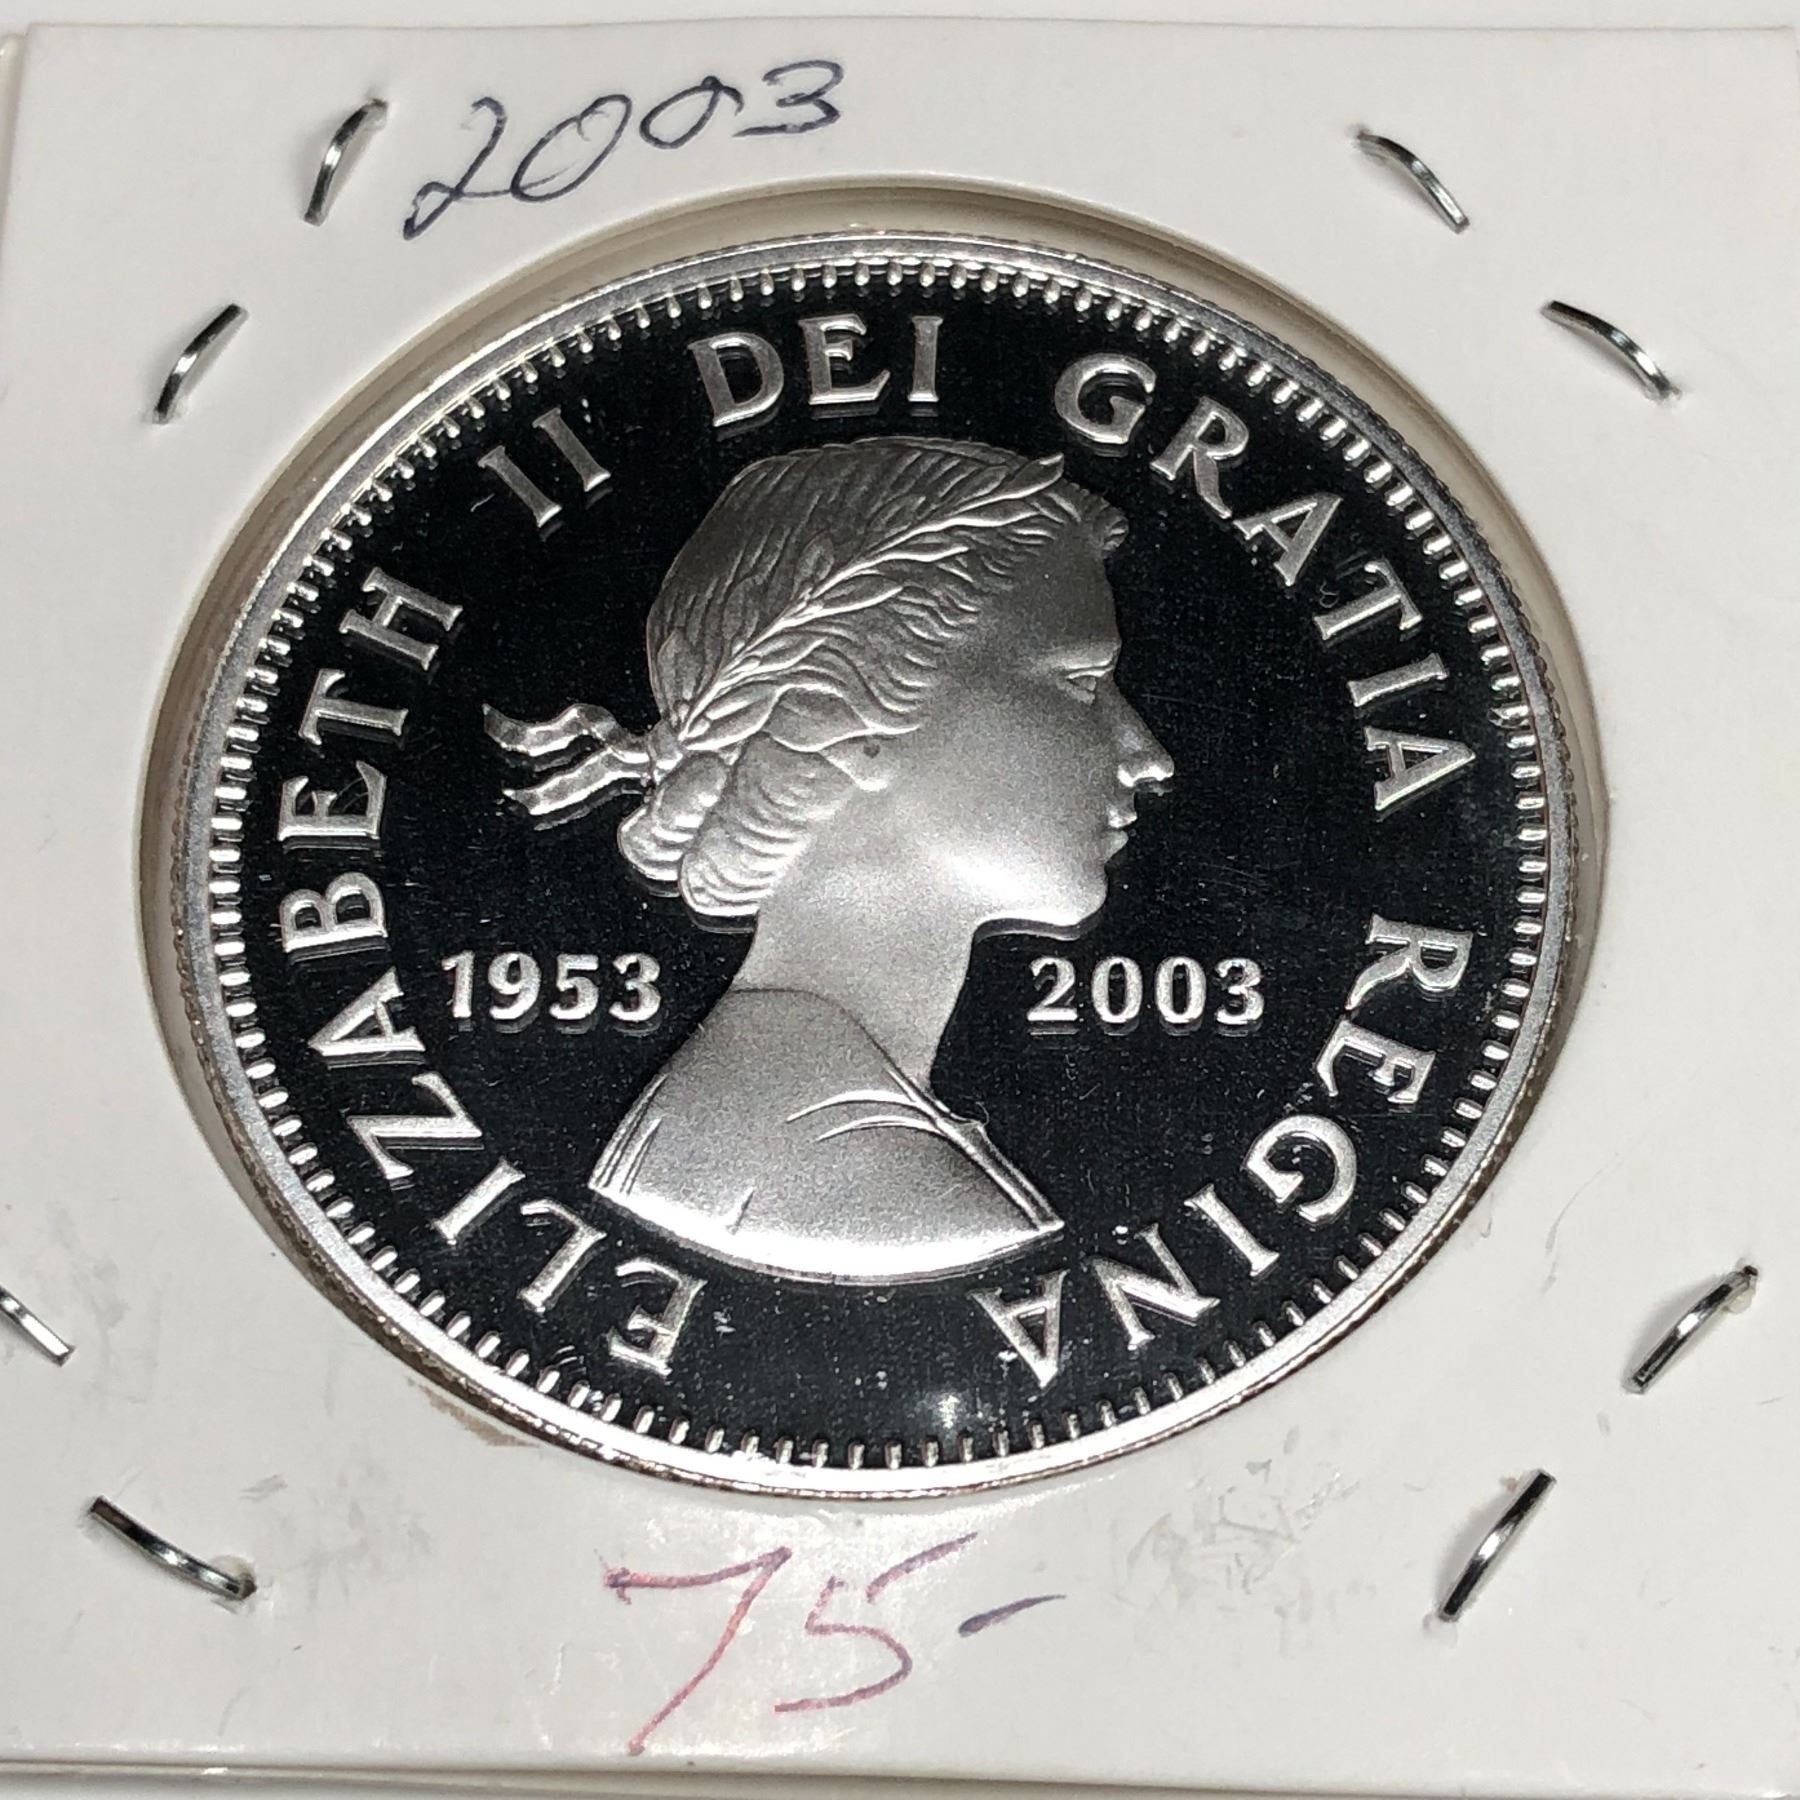 2003
ELIZABETH II DEI GRATIA REGINA
1953 2003
75-